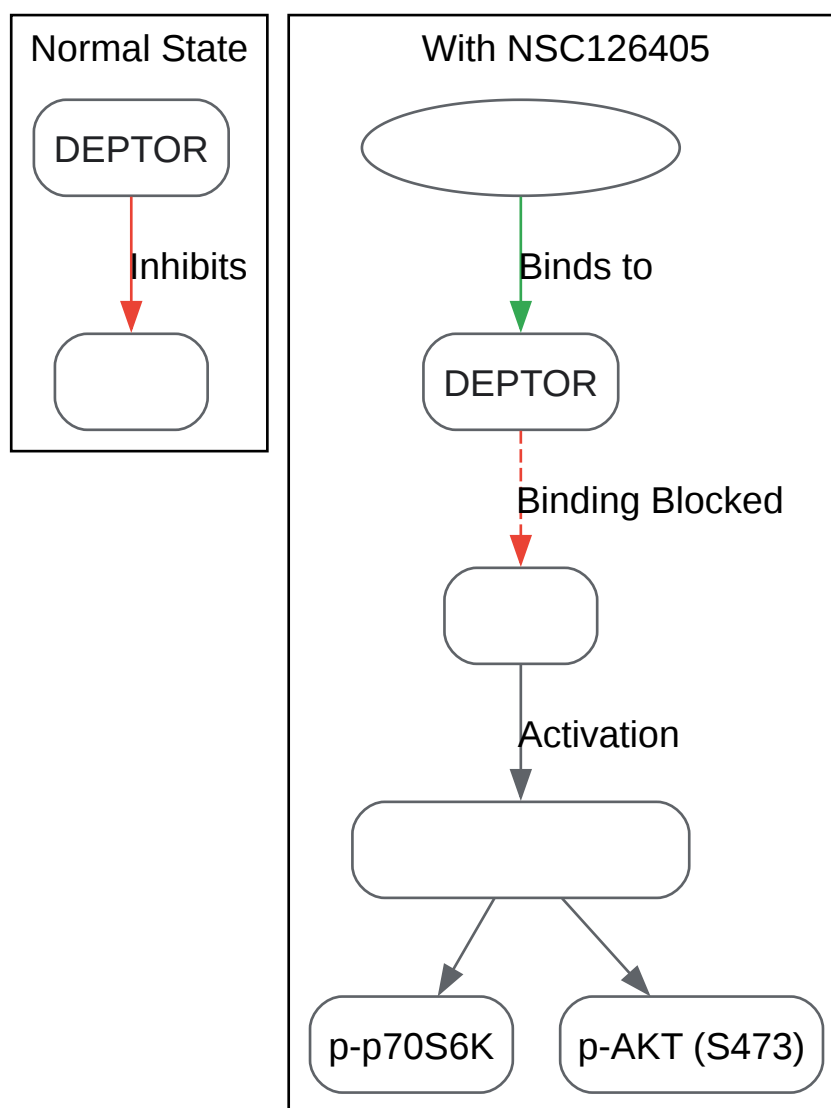 Normal State
DEPTOR
Inhibits
With NSC126405
Binds to
DEPTOR
Binding Blocked
Activation
p-p70S6K
p-AKT (S473)